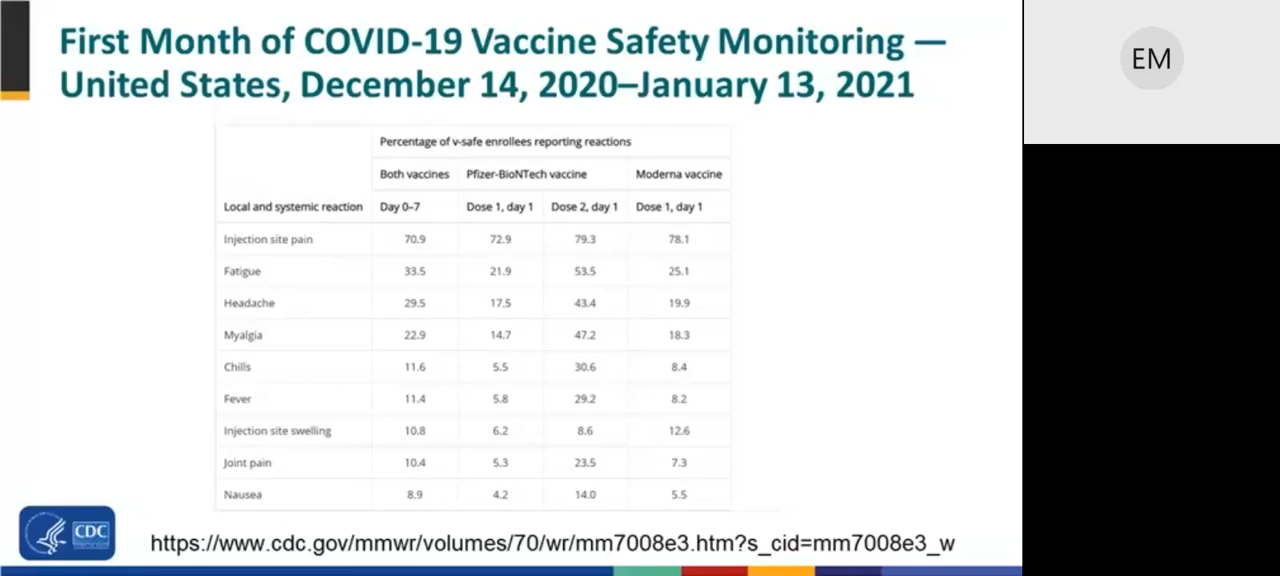 First Month of COVID-19 Vaccine Safety Monitoring —
United States, December 14, 2020–January 13, 2021
EM
Percentage of v-safe enrollees reporting reactions
Both vaccines Pfizer-BioNTech vaccine Moderna vaccine
Local and systemic reaction Day 0–7 Dose 1, day 1 Dose 2, day 1 Dose 1, day 1
Injection site pain 70.9 72.9 79.3 78.1
Fatigue 33.5 21.9 53.5 25.1
Headache 29.5 17.5 43.4 19.9
Myalgia 22.9 14.7 47.2 18.3
Chills 11.6 5.5 30.6 8.4
Fever 11.4 5.8 29.2 8.2
Injection site swelling 10.8 6.2 8.6 12.6
Joint pain 10.4 5.3 23.5 7.3
Nausea 8.9 4.2 14.0 5.5
CDC
https://www.cdc.gov/mmwr/volumes/70/wr/mm7008e3.htm?s_cid=mm7008e3_w